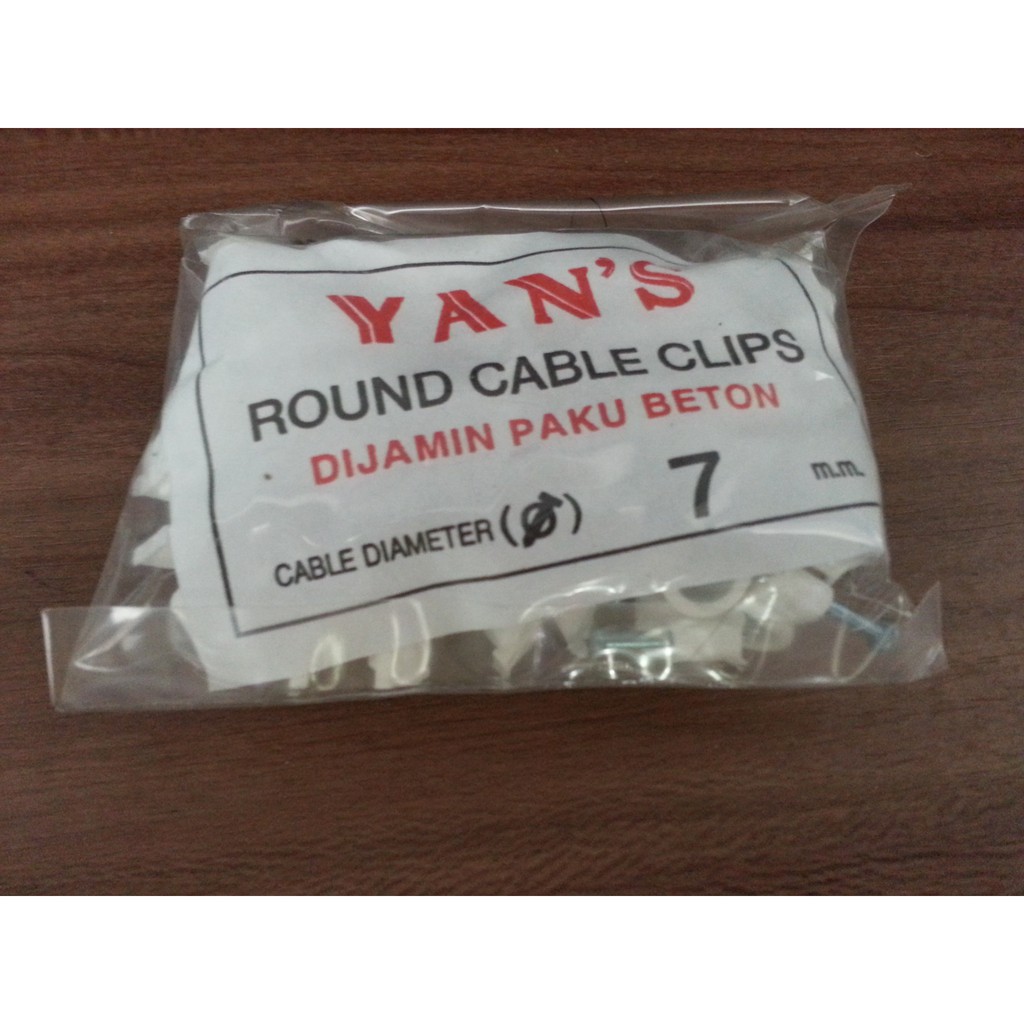 YAN'S
ROUND CABLE CLIPS
DIJAMIN PAKU BETON
CABLE DIAMETER (Ø) 7 m.m.